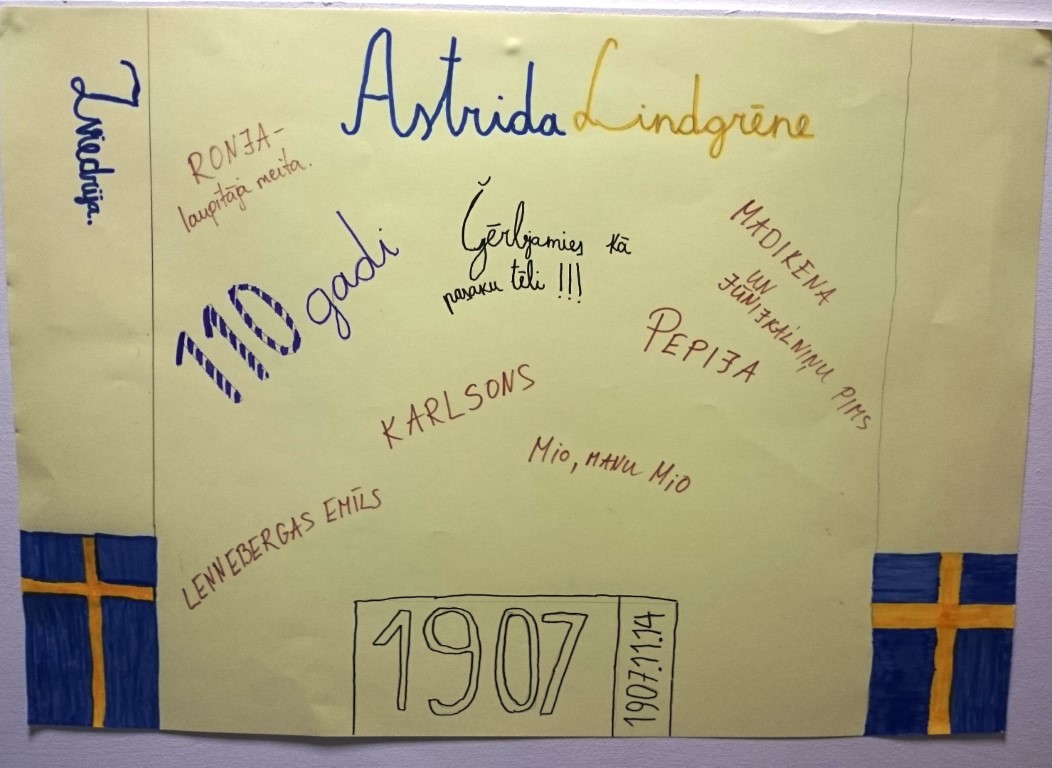 Astrida Lindgrēne
Zviedrija.
RONJA-
laupītāja meita.
110 gadi
Ģērbjamies kā
pasaku tēli !!!
MADIKENA
UN
JŪNIJKALNIŅU PIMS
PEPIJA
KARLSONS
Mio, MANU MiO
LENNEBERGAS EMĪLS
1907
1907.11.14